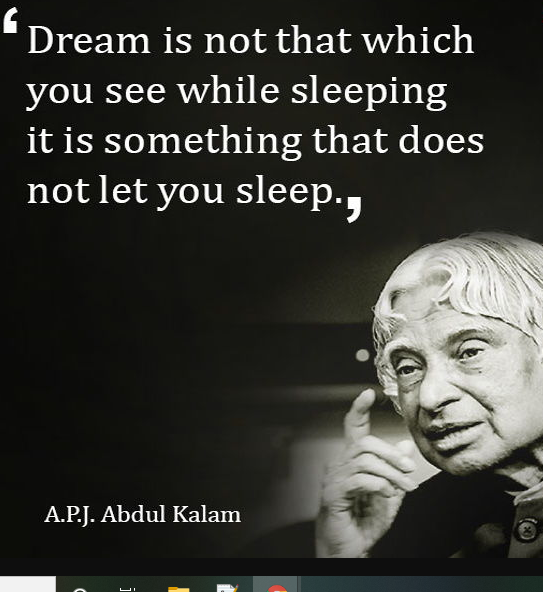 ‘Dream is not that which
you see while sleeping
it is something that does
not let you sleep.,
A.P.J. Abdul Kalam